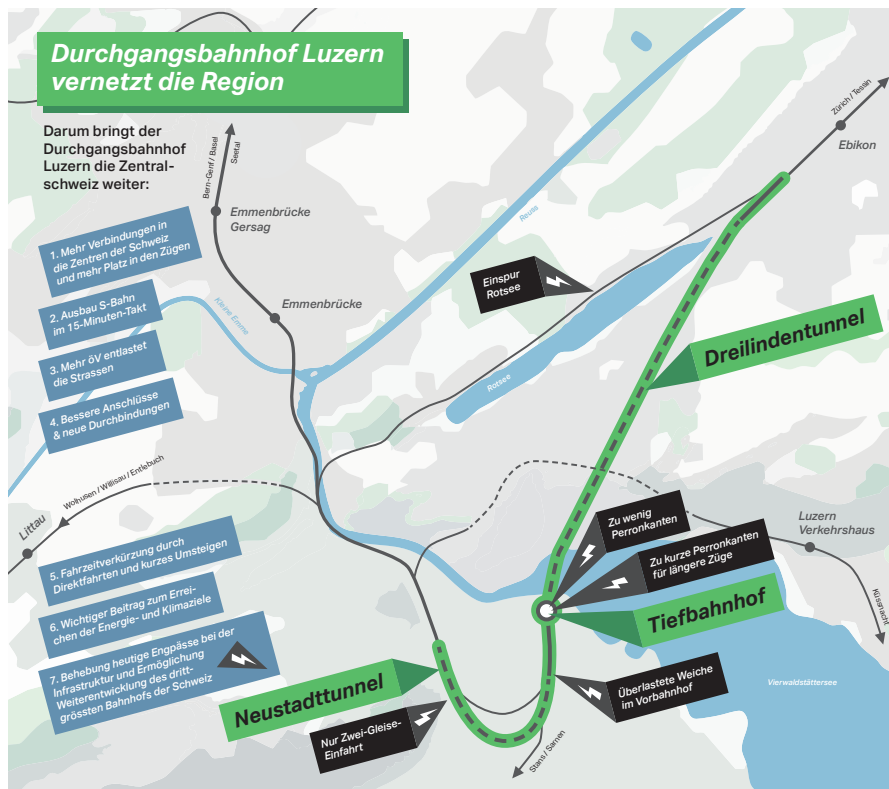 Durchgangsbahnhof Luzern
vernetzt die Region
Darum bringt der
Durchgangsbahnhof
Luzern die Zentral-
schweiz weiter:
1. Mehr Verbindungen in
die Zentren der Schweiz
und mehr Platz in den Zügen
2. Ausbau S-Bahn
im 15-Minuten-Takt
3. Mehr öV entlastet
die Strassen
4. Bessere Anschlüsse
& neue Durchbindungen
5. Fahrzeitverkürzung durch
Direktfahrten und kurzes Umsteigen
6. Wichtiger Beitrag zum Errei-
chen der Energie- und Klimaziele
7. Behebung heutige Engpässe bei der
Infrastruktur und Ermöglichung
Weiterentwicklung des dritt-
grössten Bahnhofs der Schweiz
Bern-Genf / Basel
Seetal
Emmenbrücke
Gersag
Emmenbrücke
Kleine Emme
Reuss
Zürich / Tessin
Ebikon
Einspur
Rotsee
Rotsee
Dreilindentunnel
Wolhusen / Willisau / Entlebuch
Littau
Zu wenig
Perronkanten
Zu kurze Perronkanten
für längere Züge
Luzern
Verkehrshaus
Küssnacht
Tiefbahnhof
Überlastete Weiche
im Vorbahnhof
Vierwaldstättersee
Neustadttunnel
Nur Zwei-Gleise-
Einfahrt
Stans / Sarnen